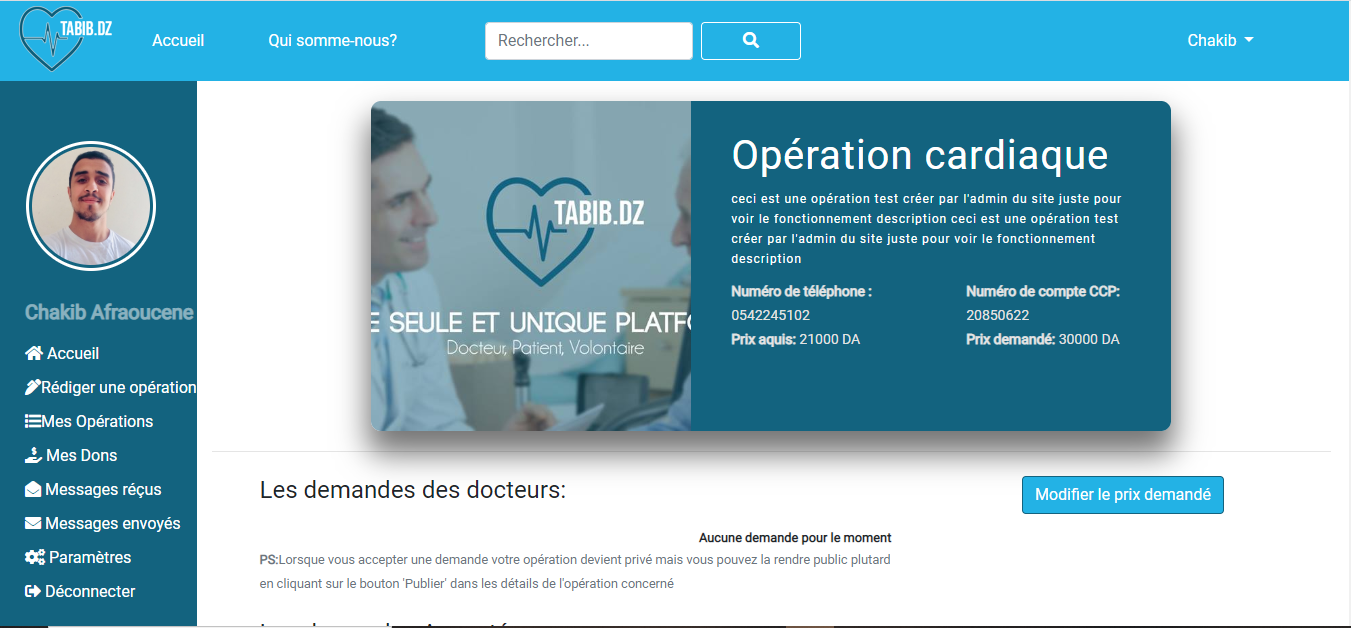 TABIB.DZ
Accueil
Qui somme-nous?
Rechercher...
Chakib
Chakib Afraoucene
Accueil
Rédiger une opération
Mes Opérations
Mes Dons
Messages réçus
Messages envoyés
Paramètres
Déconnecter
TABIB.DZ
E SEULE ET UNIQUE PLATF
Docteur, Patient, Volontaire
Opération cardiaque
ceci est une opération test créer par l'admin du site juste pour
voir le fonctionnement description ceci est une opération test
créer par l'admin du site juste pour voir le fonctionnement
description
Numéro de téléphone :
0542245102
Numéro de compte CCP:
20850622
Prix aquis: 21000 DA
Prix demandé: 30000 DA
Les demandes des docteurs:
Modifier le prix demandé
Aucune demande pour le moment
PS:Lorsque vous accepter une demande votre opération devient privé mais vous pouvez la rendre public plutard
en cliquant sur le bouton 'Publier' dans les détails de l'opération concerné